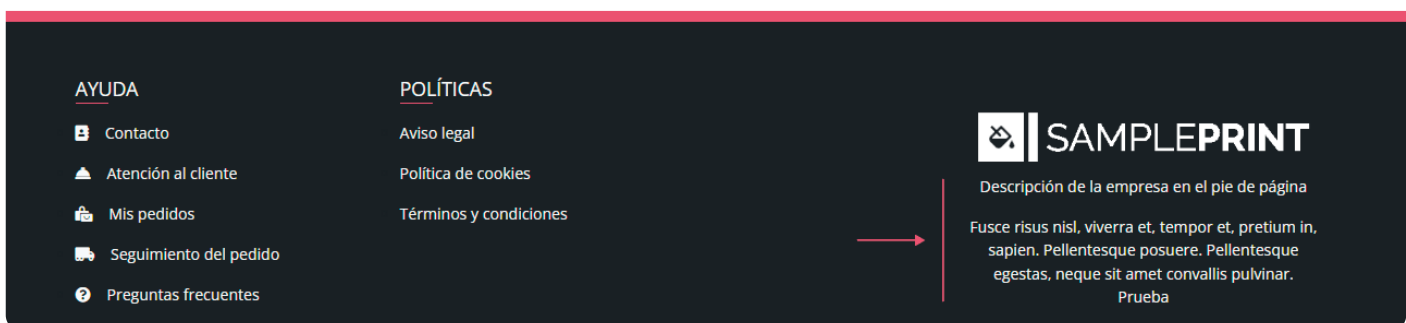 AYUDA
Contacto
Atención al cliente
Mis pedidos
Seguimiento del pedido
Preguntas frecuentes
POLÍTICAS
Aviso legal
Política de cookies
Términos y condiciones
SAMPLEPRINT
Descripción de la empresa en el pie de página
Fusce risus nisl, viverra et, tempor et, pretium in,
sapien. Pellentesque posuere. Pellentesque
egestas, neque sit amet convallis pulvinar.
Prueba